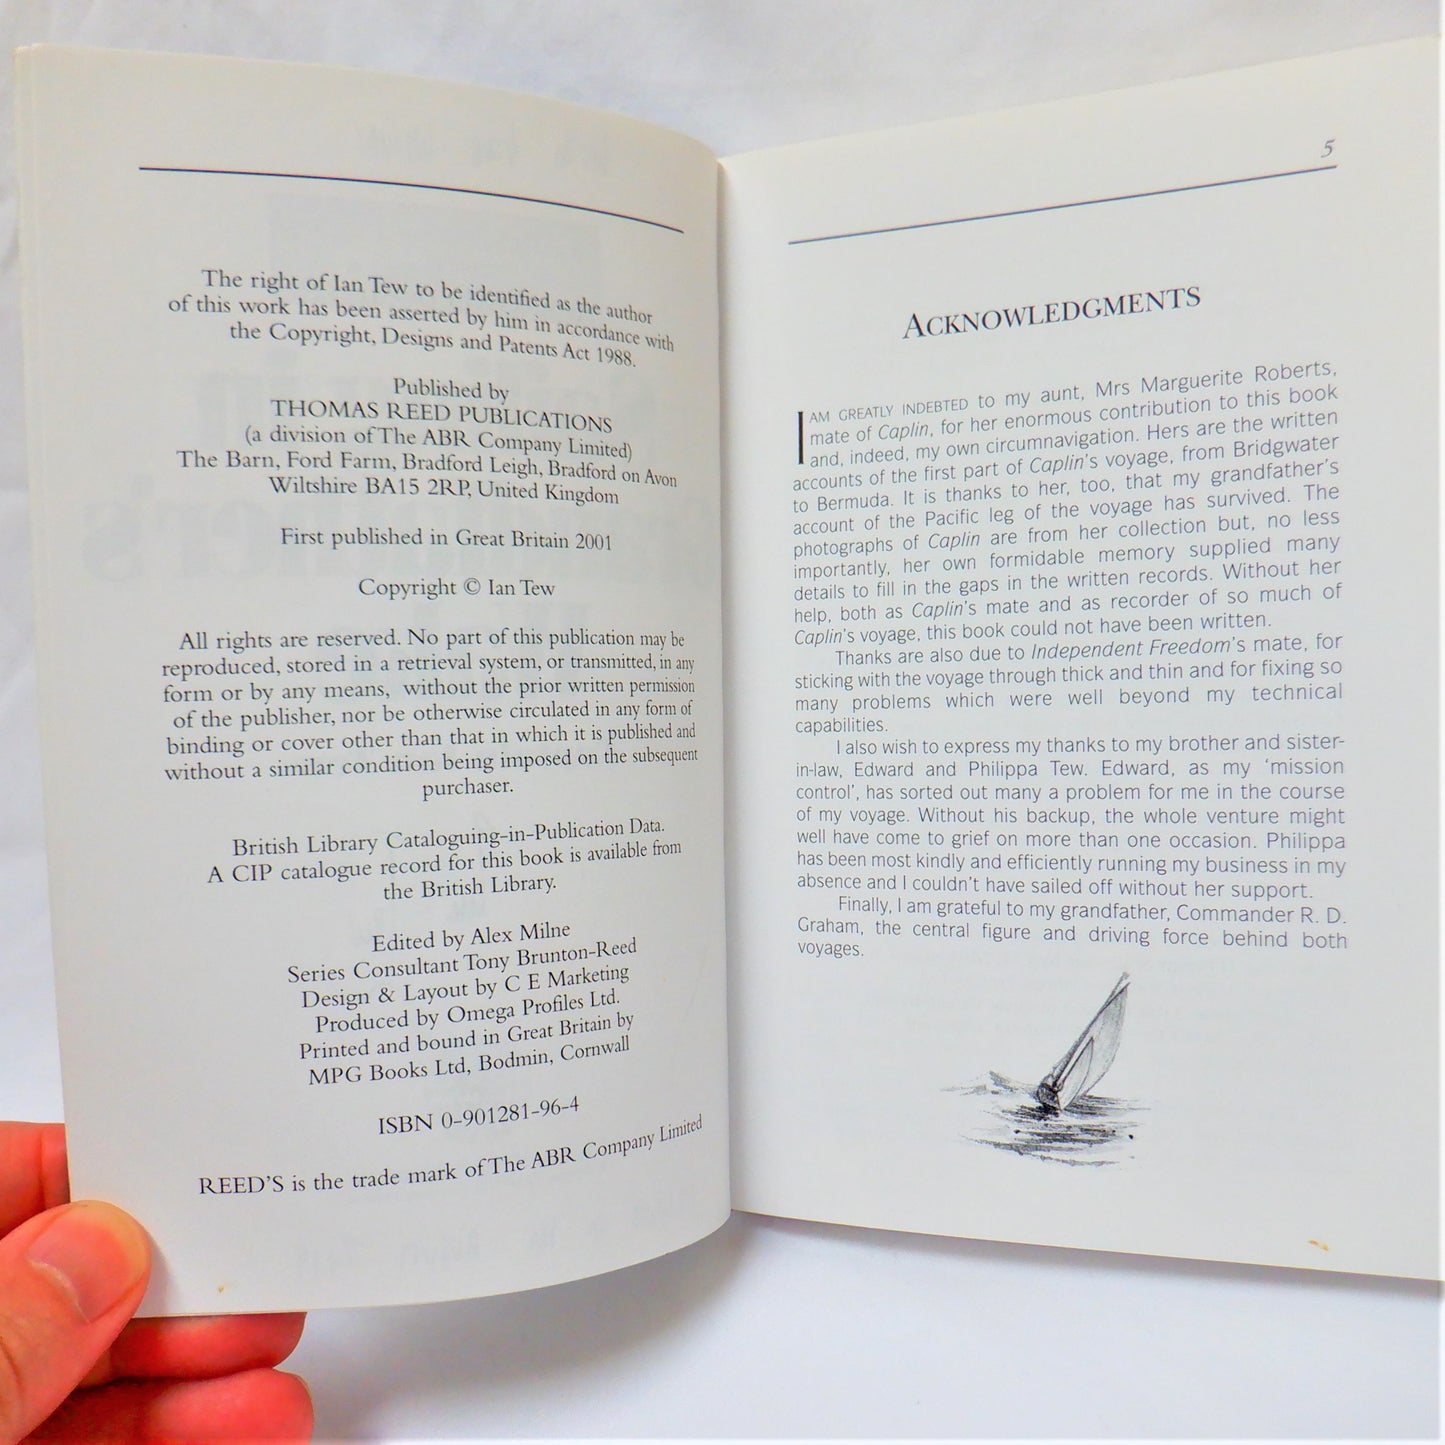 The right of Ian Tew to be identified as the author
of this work has been asserted by him in accordance with
the Copyright, Designs and Patents Act 1988.
Published by
THOMAS REED PUBLICATIONS
(a division of The ABR Company Limited)
The Barn, Ford Farm, Bradford Leigh, Bradford on Avon
Wiltshire BA15 2RP, United Kingdom
First published in Great Britain 2001
Copyright © Ian Tew
All rights are reserved. No part of this publication may be
reproduced, stored in a retrieval system, or transmitted, in any
form or by any means, without the prior written permission
of the publisher, nor be otherwise circulated in any form of
binding or cover other than that in which it is published and
without a similar condition being imposed on the subsequent
purchaser.
British Library Cataloguing-in-Publication Data.
A CIP catalogue record for this book is available from
the British Library.
Edited by Alex Milne
Series Consultant Tony Brunton-Reed
Design & Layout by C E Marketing
Produced by Omega Profiles Ltd.
Printed and bound in Great Britain by
MPG Books Ltd, Bodmin, Cornwall
ISBN 0-901281-96-4
REED'S is the trade mark of The ABR Company Limited
5
ACKNOWLEDGMENTS
I AM GREATLY INDEBTED to my aunt, Mrs Marguerite Roberts,
mate of Caplin, for her enormous contribution to this book
and, indeed, my own circumnavigation. Hers are the written
accounts of the first part of Caplin's voyage, from Bridgwater
to Bermuda. It is thanks to her, too, that my grandfather's
account of the Pacific leg of the voyage has survived. The
photographs of Caplin are from her collection but, no less
importantly, her own formidable memory supplied many
details to fill in the gaps in the written records. Without her
help, both as Caplin's mate and as recorder of so much of
Caplin's voyage, this book could not have been written.
Thanks are also due to Independent Freedom's mate, for
sticking with the voyage through thick and thin and for fixing so
many problems which were well beyond my technical
capabilities.
I also wish to express my thanks to my brother and sister-
in-law, Edward and Philippa Tew. Edward, as my 'mission
control', has sorted out many a problem for me in the course
of my voyage. Without his backup, the whole venture might
well have come to grief on more than one occasion. Philippa
has been most kindly and efficiently running my business in my
absence and I couldn't have sailed off without her support.
Finally, I am grateful to my grandfather, Commander R. D.
Graham, the central figure and driving force behind both
voyages.